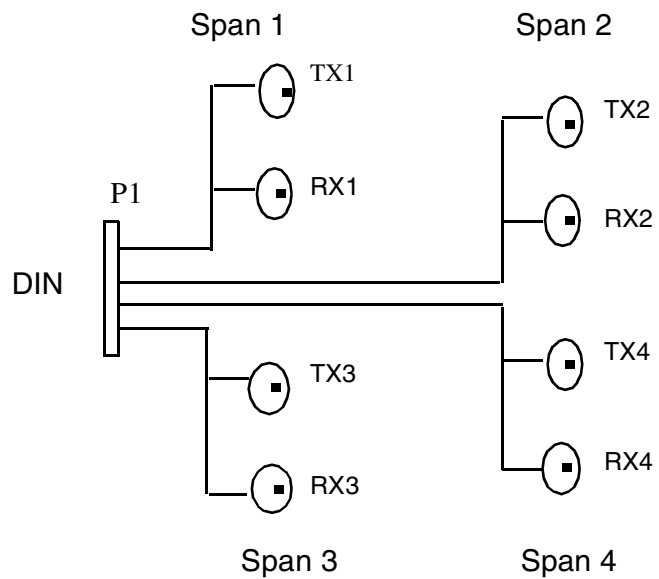 Span 1
Span 2
TX1
TX2
RX1
P1
RX2
DIN
TX4
TX3
RX4
RX3
Span 3
Span 4